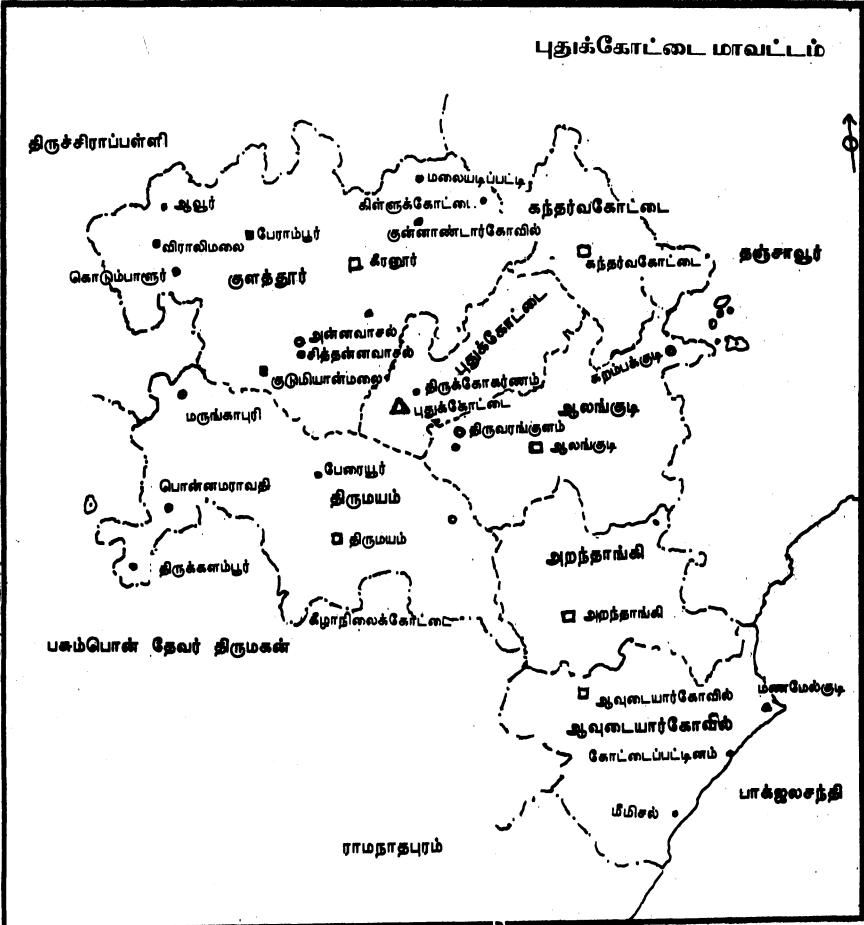 புதுக்கோட்டை மாவட்டம்
திருச்சிராப்பள்ளி
மலையடிப்பட்டி
ஆவூர்
கிள்ளுக்கோட்டை
கந்தர்வகோட்டை
குன்னாண்டார்கோவில்
பேராம்பூர்
விராலிமலை
தஞ்சாவூர்
கீரனூர்
கந்தர்வகோட்டை
கொடும்பாளூர்
குளத்தூர்
புதுக்கோட்டை
அன்னவாசல்
சித்தன்னவாசல்
கறம்பக்குடி
குடுமியான்மலை
திருக்கோகர்ணம்
புதுக்கோட்டை
ஆலங்குடி
மருங்காபுரி
திருவரங்குளம்
ஆலங்குடி
பேரையூர்
பொன்னமராவதி
திருமயம்
திருமயம்
அறந்தாங்கி
திருக்களம்பூர்
அறந்தாங்கி
கீழாநிலைக்கோட்டை
பசும்பொன் தேவர் திருமகன்
மணமேல்குடி
ஆவுடையார்கோவில்
ஆவுடையார்கோவில்
கோட்டைப்பட்டினம்
பாக்ஜலசந்தி
மீமிசல்
ராமநாதபுரம்